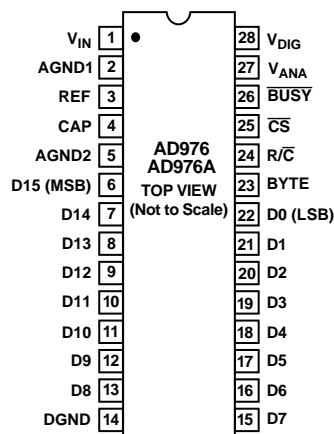 V_IN 1 28 V_DIG
AGND1 2 27 V_ANA
REF 3 26 B̅U̅S̅Y̅
CAP 4 25 C̅S̅
AGND2 5 24 R/C̅
D15 (MSB) 6 23 BYTE
D14 7 22 D0 (LSB)
D13 8 21 D1
D12 9 20 D2
D11 10 19 D3
D10 11 18 D4
D9 12 17 D5
D8 13 16 D6
DGND 14 15 D7
AD976
AD976A
TOP VIEW
(Not to Scale)